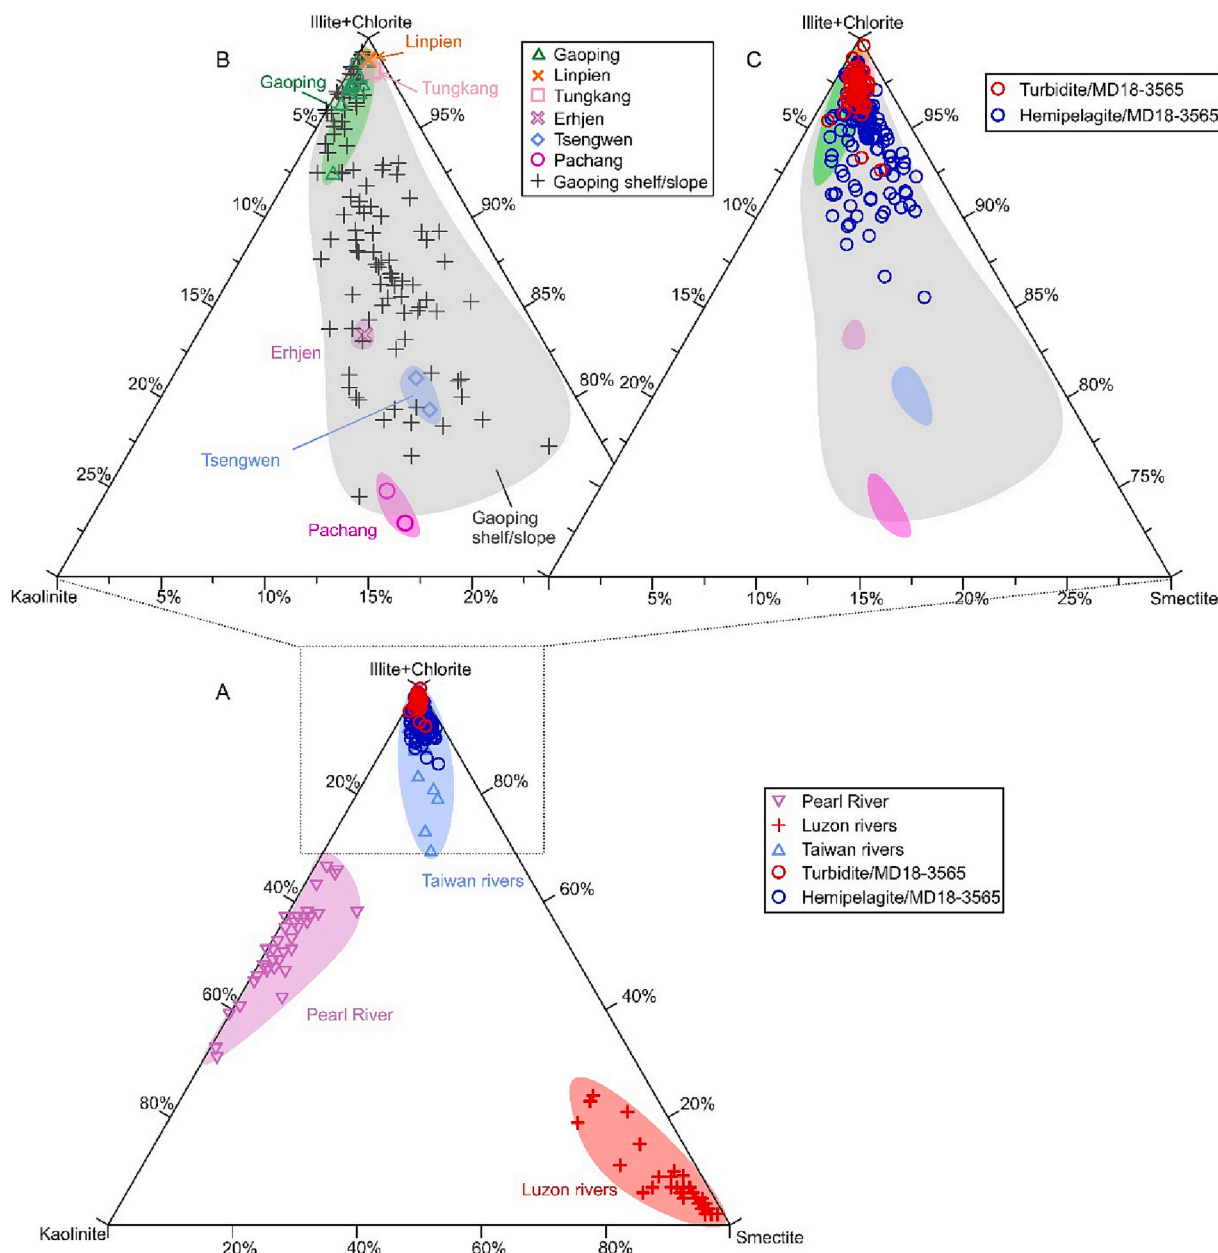 Illite+Chlorite
B
Linpien
Gaoping
Tungkang
5%
95%
10%
90%
15%
85%
Erhjen
20%
80%
Tsengwen
25%
Pachang
Gaoping
shelf/slope
Kaolinite
5%
10%
15%
20%
Gaoping
Linpien
Tungkang
Erhjen
Tsengwen
Pachang
Gaoping shelf/slope
Illite+Chlorite
C
Turbidite/MD18-3565
Hemipelagite/MD18-3565
5%
95%
10%
90%
15%
85%
20%
80%
75%
5%
10%
15%
20%
25%
Smectite
Illite+Chlorite
A
20%
80%
Taiwan rivers
40%
60%
60%
40%
Pearl River
80%
20%
Luzon rivers
Kaolinite
20%
40%
60%
80%
Smectite
Pearl River
Luzon rivers
Taiwan rivers
Turbidite/MD18-3565
Hemipelagite/MD18-3565